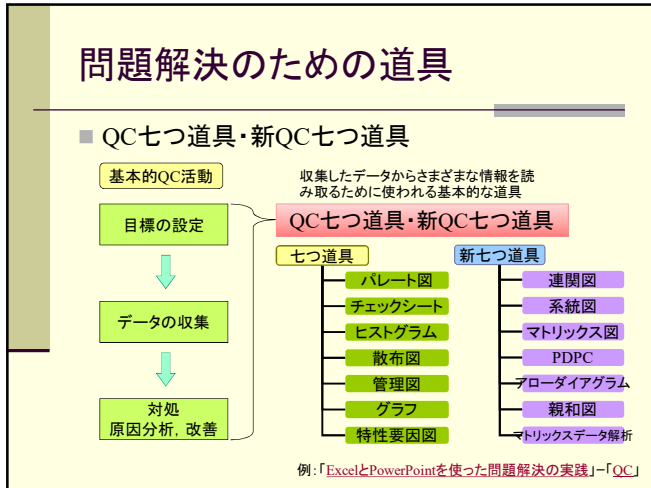 問題解決のための道具
QC七つ道具・新QC七つ道具
基本的QC活動
目標の設定
データの収集
対処
原因分析, 改善
収集したデータからさまざまな情報を読
み取るために使われる基本的な道具
QC七つ道具・新QC七つ道具
七つ道具
パレート図
チェックシート
ヒストグラム
散布図
管理図
グラフ
特性要因図
新七つ道具
連関図
系統図
マトリックス図
PDPC
アローダイアグラム
親和図
マトリックスデータ解析
例:「ExcelとPowerPointを使った問題解決の実践」−「QC」